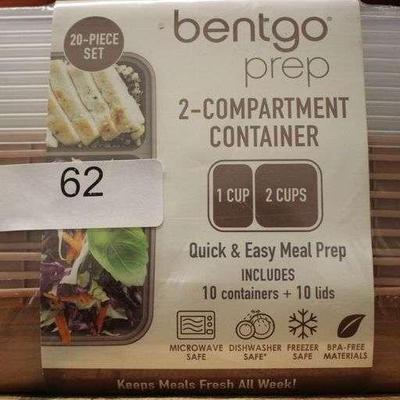 20-PIECE
SET
bentgo®
prep
2-COMPARTMENT
CONTAINER
1 CUP
2 CUPS
62
Quick & Easy Meal Prep
INCLUDES
10 containers + 10 lids
MICROWAVE
SAFE
DISHWASHER
SAFE*
FREEZER
SAFE
BPA-FREE
MATERIALS
Keeps Meals Fresh All Week!